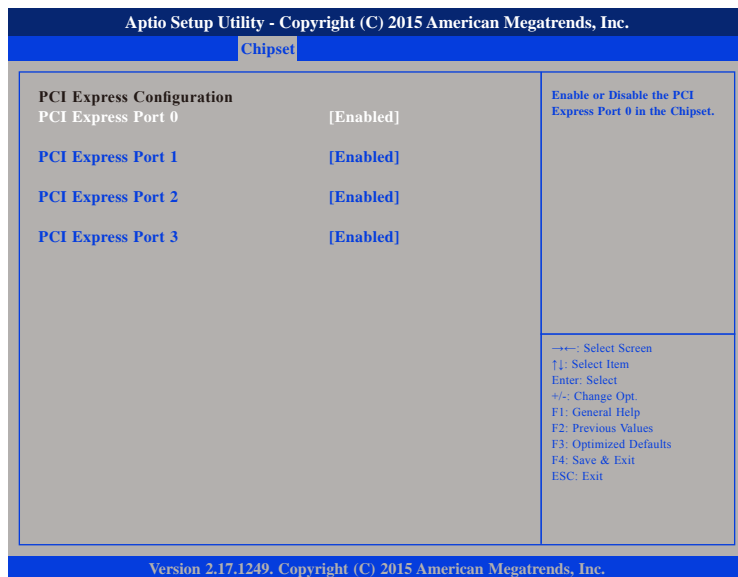 Aptio Setup Utility - Copyright (C) 2015 American Megatrends, Inc.
Chipset
PCI Express Configuration
PCI Express Port 0 [Enabled]
PCI Express Port 1 [Enabled]
PCI Express Port 2 [Enabled]
PCI Express Port 3 [Enabled]
Enable or Disable the PCI
Express Port 0 in the Chipset.
→←: Select Screen
↑↓: Select Item
Enter: Select
+/-: Change Opt.
F1: General Help
F2: Previous Values
F3: Optimized Defaults
F4: Save & Exit
ESC: Exit
Version 2.17.1249. Copyright (C) 2015 American Megatrends, Inc.